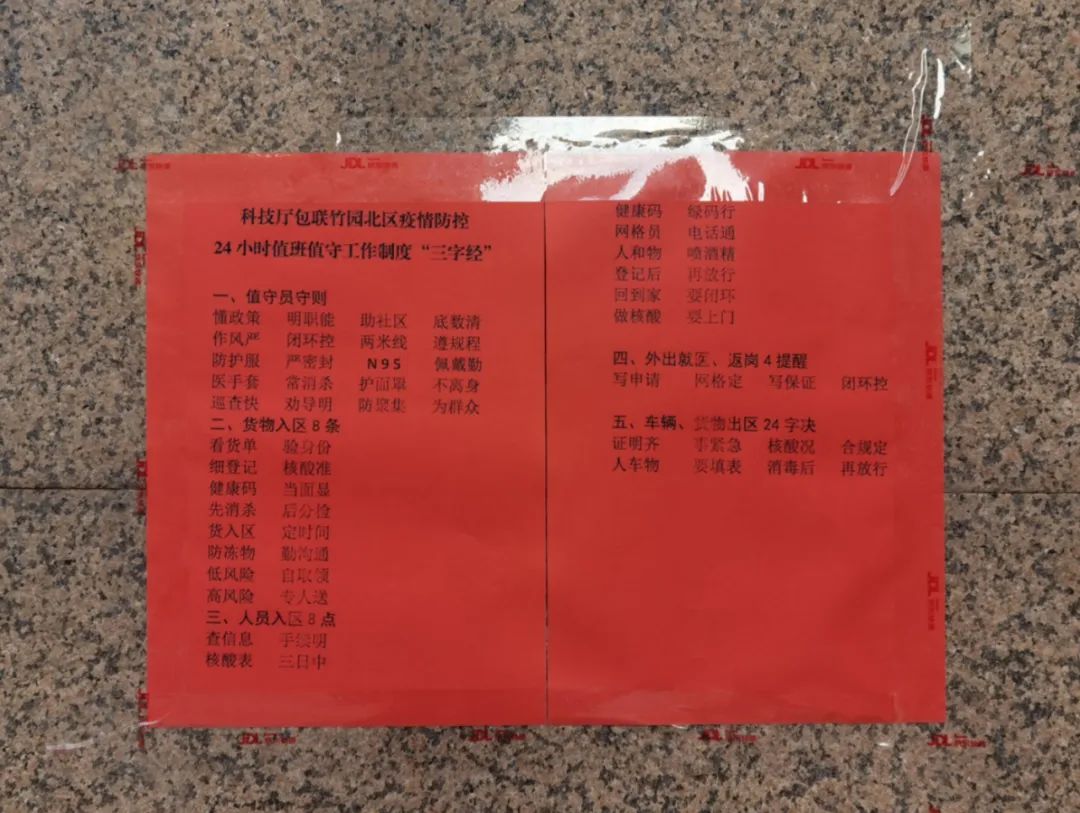 科技厅包联竹园北区疫情防控
24小时值班值守工作制度“三字经”
一、值守员守则
懂政策 明职能 助社区 底数清
作风严 闭环控 两米线 遵规程
防护服 严密封 N95 佩戴勤
医手套 常消杀 护面罩 不离身
巡查快 劝导明 防聚集 为群众
二、货物入区8条
看货单 验身份
细登记 核酸准
健康码 当面显
先消杀 后分捡
货入区 定时间
防冻物 勤沟通
低风险 自取领
高风险 专人送
三、人员入区8点
查信息 手续明
核酸表 三日中
健康码 绿码行
网格员 电话通
人和物 喷酒精
登记后 再放行
回到家 要闭环
做核酸 要上门
四、外出就医、返岗4提醒
写申请 网格定 写保证 闭环控
五、车辆、货物出区24字决
证明齐 事紧急 核酸况 合规定
人车物 要填表 消毒后 再放行
JDL
JDL
JDL
JDL
JDL
JDL
JDL
JDL